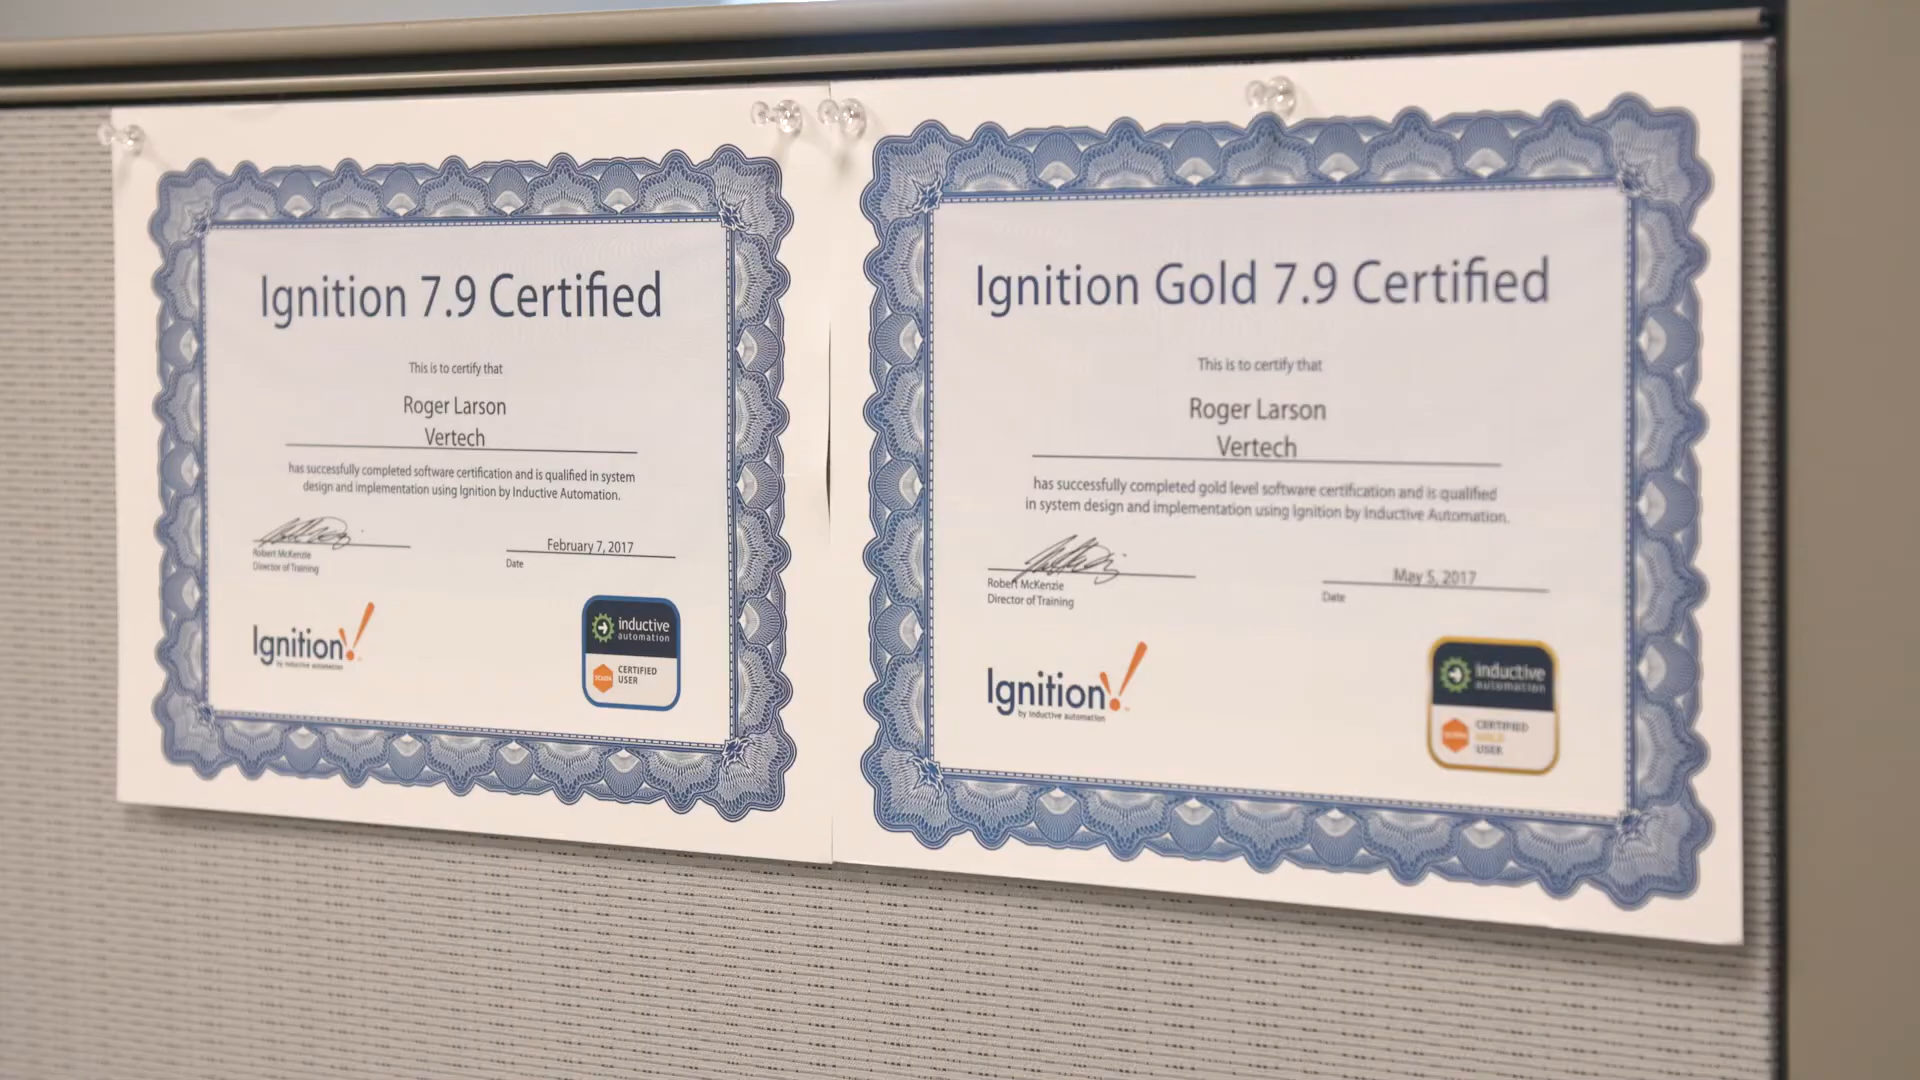 Ignition 7.9 Certified
This is to certify that
Roger Larson
Vertech
has successfully completed software certification and is qualified in system
design and implementation using Ignition by Inductive Automation.
Robert McKenzie
Director of Training
February 7, 2017
Date
Ignition!
by inductive automation
inductive
automation
SCADA
CERTIFIED
USER
Ignition Gold 7.9 Certified
This is to certify that
Roger Larson
Vertech
has successfully completed gold level software certification and is qualified
in system design and implementation using Ignition by Inductive Automation.
Robert McKenzie
Director of Training
May 5, 2017
Date
Ignition!
by inductive automation
inductive
automation
CERTIFIED
GOLD
USER